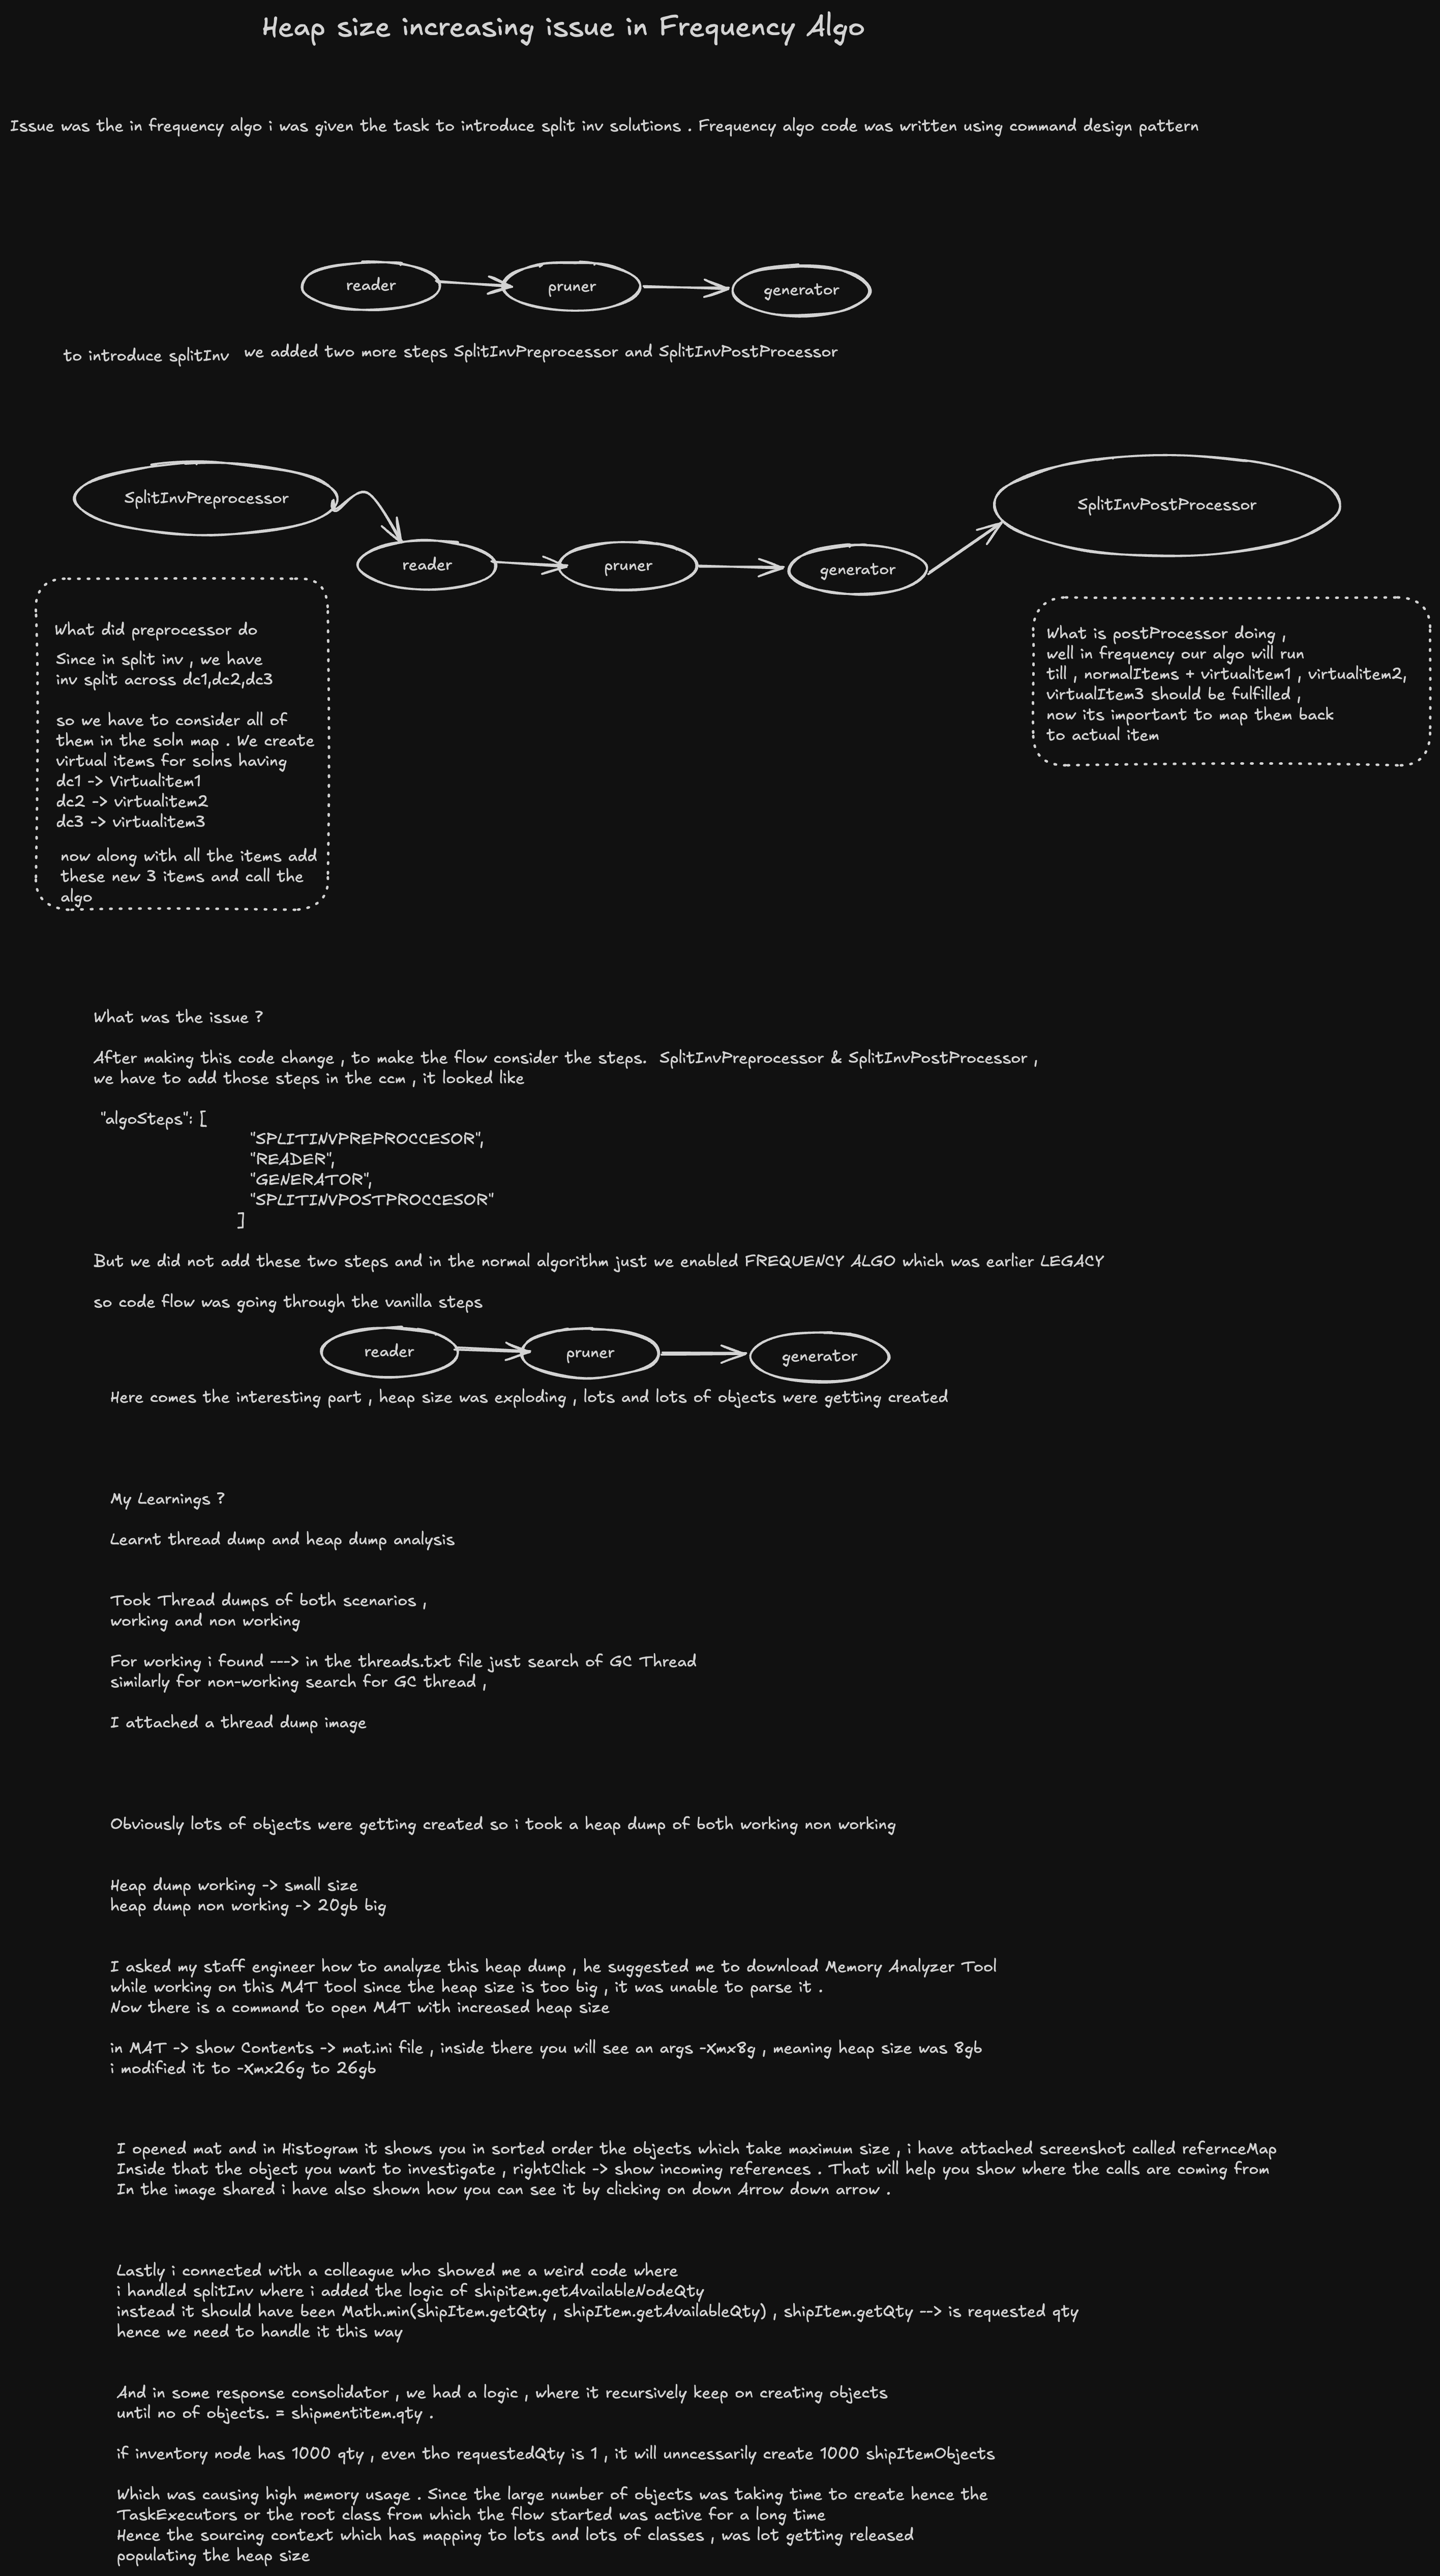 Heap size increasing issue in Frequency Algo
Issue was the in frequency algo i was given the task to introduce split inv solutions . Frequency algo code was written using command design pattern
reader
pruner
generator
to introduce splitInv
we added two more steps SplitInvPreprocessor and SplitInvPostProcessor
SplitInvPreprocessor
reader
pruner
generator
SplitInvPostProcessor
What did preprocessor do
Since in split inv , we have
inv split across dc1,dc2,dc3
so we have to consider all of
them in the soln map . We create
virtual items for solns having
dc1 -> Virtualitem1
dc2 -> virtualitem2
dc3 -> virtualitem3
now along with all the items add
these new 3 items and call the
algo
What is postProcessor doing ,
well in frequency our algo will run
till , normalItems + virtualitem1 , virtualitem2,
virtualItem3 should be fulfilled ,
now its important to map them back
to actual item
What was the issue ?
After making this code change , to make the flow consider the steps.  SplitInvPreprocessor & SplitInvPostProcessor ,
we have to add those steps in the ccm , it looked like
"algoSteps": [
"SPLITINVPREPROCCESOR",
"READER",
"GENERATOR",
"SPLITINVPOSTPROCCESOR"
]
But we did not add these two steps and in the normal algorithm just we enabled FREQUENCY ALGO which was earlier LEGACY
so code flow was going through the vanilla steps
reader
pruner
generator
Here comes the interesting part , heap size was exploding , lots and lots of objects were getting created
My Learnings ?
Learnt thread dump and heap dump analysis
Took Thread dumps of both scenarios ,
working and non working
For working i found ---> in the threads.txt file just search of GC Thread
similarly for non-working search for GC thread ,
I attached a thread dump image
Obviously lots of objects were getting created so i took a heap dump of both working non working
Heap dump working -> small size
heap dump non working -> 20gb big
I asked my staff engineer how to analyze this heap dump , he suggested me to download Memory Analyzer Tool
while working on this MAT tool since the heap size is too big , it was unable to parse it .
Now there is a command to open MAT with increased heap size
in MAT -> show Contents -> mat.ini file , inside there you will see an args -Xmx8g , meaning heap size was 8gb
i modified it to -Xmx26g to 26gb
I opened mat and in Histogram it shows you in sorted order the objects which take maximum size , i have attached screenshot called refernceMap
Inside that the object you want to investigate , rightClick -> show incoming references . That will help you show where the calls are coming from
In the image shared i have also shown how you can see it by clicking on down Arrow down arrow .
Lastly i connected with a colleague who showed me a weird code where
i handled splitInv where i added the logic of shipitem.getAvailableNodeQty
instead it should have been Math.min(shipItem.getQty , shipItem.getAvailableQty) , shipItem.getQty --> is requested qty
hence we need to handle it this way
And in some response consolidator , we had a logic , where it recursively keep on creating objects
until no of objects. = shipmentitem.qty .
if inventory node has 1000 qty , even tho requestedQty is 1 , it will unncessarily create 1000 shipItemObjects
Which was causing high memory usage . Since the large number of objects was taking time to create hence the
TaskExecutors or the root class from which the flow started was active for a long time
Hence the sourcing context which has mapping to lots and lots of classes , was lot getting released
populating the heap size